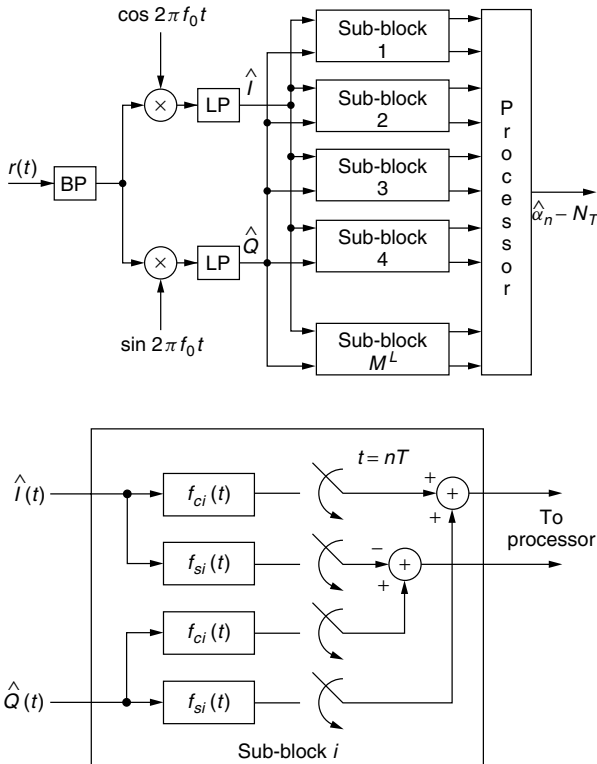 cos 2πf₀t
LP
Î
r(t)
BP
×
×
LP
Q̂
sin 2πf₀t
Sub-block
1
Sub-block
2
Sub-block
3
Sub-block
4
Sub-block
M^L
Processor
α̂ₙ − N_T
Î(t)
f_ci(t)
t = nT
+
+
+
To
processor
f_si(t)
−
+
+
f_ci(t)
Q̂(t)
f_si(t)
Sub-block i